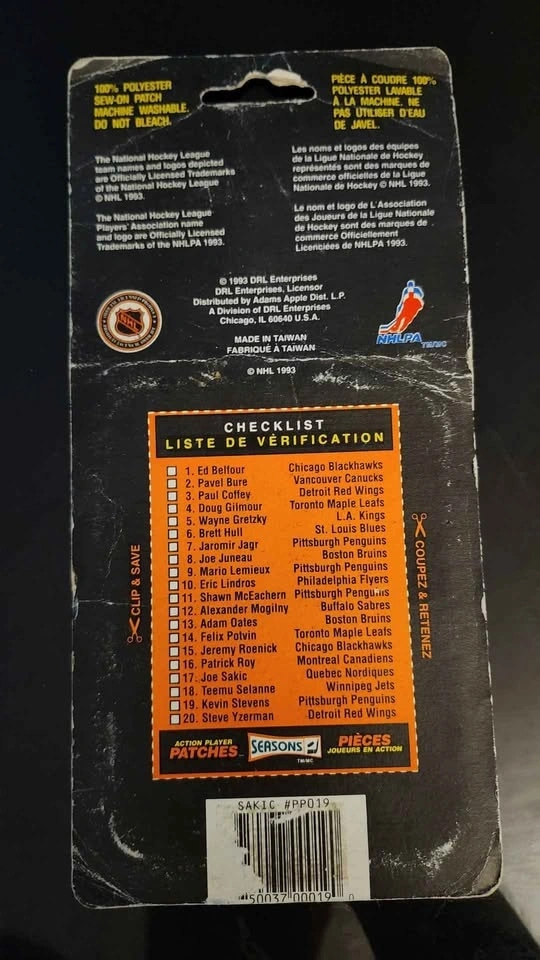 100% POLYESTER
SEW-ON PATCH
MACHINE WASHABLE.
DO NOT BLEACH.
PIÈCE À COUDRE 100%
POLYESTER LAVABLE
À LA MACHINE. NE
PAS ÚTILISER D'EAU
DE JAVEL.
The National Hockey League
team names and logos depicted
are Officially Licensed Trademarks
of the National Hockey League
© NHL 1993.
The National Hockey League
Players' Association name
and logo are Officially Licensed
Trademarks of the NHLPA 1993.
Les noms et logos des équipes
de la Ligue Nationale de Hockey
représentés sont des marques de
commerce officielles de la Ligue
Nationale de Hockey © NHL 1993.
Le nom et logo de L'Association
des Joueurs de la Ligue Nationale
de Hockey sont des marques de
commerce Officiellement
Licenciées de NHLPA 1993.
© 1993 DRL Enterprises
DRL Enterprises, Licensor
Distributed by Adams Apple Dist. L.P.
A Division of DRL Enterprises
Chicago, IL 60640 U.S.A.
MADE IN TAIWAN
FABRIQUÉ À TAIWAN
© NHL 1993
NHL
NHLPA TM/MC
CHECKLIST
LISTE DE VÉRIFICATION
1. Ed Belfour Chicago Blackhawks
2. Pavel Bure Vancouver Canucks
3. Paul Coffey Detroit Red Wings
4. Doug Gilmour Toronto Maple Leafs
5. Wayne Gretzky L.A. Kings
6. Brett Hull St. Louis Blues
7. Jaromir Jagr Pittsburgh Penguins
8. Joe Juneau Boston Bruins
9. Mario Lemieux Pittsburgh Penguins
10. Eric Lindros Philadelphia Flyers
11. Shawn McEachern Pittsburgh Penguins
12. Alexander Mogilny Buffalo Sabres
13. Adam Oates Boston Bruins
14. Felix Potvin Toronto Maple Leafs
15. Jeremy Roenick Chicago Blackhawks
16. Patrick Roy Montreal Canadiens
17. Joe Sakic Quebec Nordiques
18. Teemu Selanne Winnipeg Jets
19. Kevin Stevens Pittsburgh Penguins
20. Steve Yzerman Detroit Red Wings
CLIP & SAVE
COUPEZ & RETENEZ
ACTION PLAYER
PATCHES
SEASONS
TM/MC
PIÈCES
JOUEURS EN ACTION
SAKIC #PP019
50037 00019 0